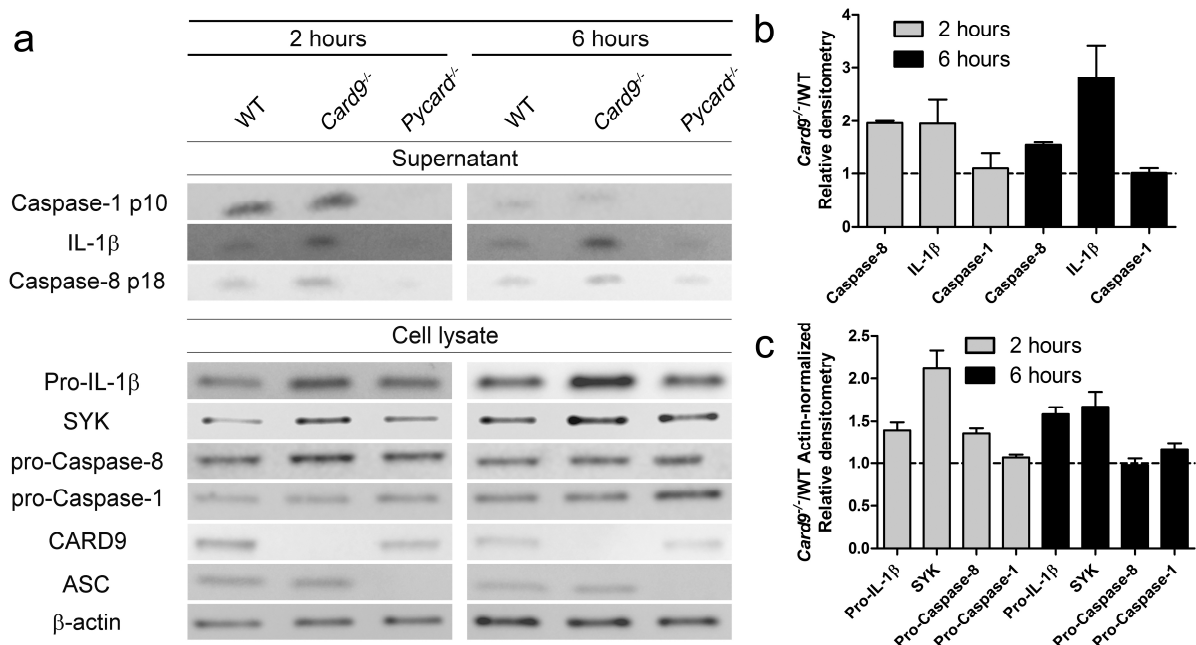 a
2 hours
6 hours
WT
Card9-/-
Pycard-/-
WT
Card9-/-
Pycard-/-
Supernatant
Caspase-1 p10
IL-1β
Caspase-8 p18
Cell lysate
Pro-IL-1β
SYK
pro-Caspase-8
pro-Caspase-1
CARD9
ASC
β-actin
b
Card9-/-/WT
Relative densitometry
4
3
2
1
0
2 hours
6 hours
Caspase-8
IL-1β
Caspase-1
Caspase-8
IL-1β
Caspase-1
c
Card9-/-/WT Actin-normalized
Relative densitometry
2.5
2.0
1.5
1.0
0.5
0.0
2 hours
6 hours
Pro-IL-1β
SYK
Pro-Caspase-8
Pro-Caspase-1
Pro-IL-1β
SYK
Pro-Caspase-8
Pro-Caspase-1